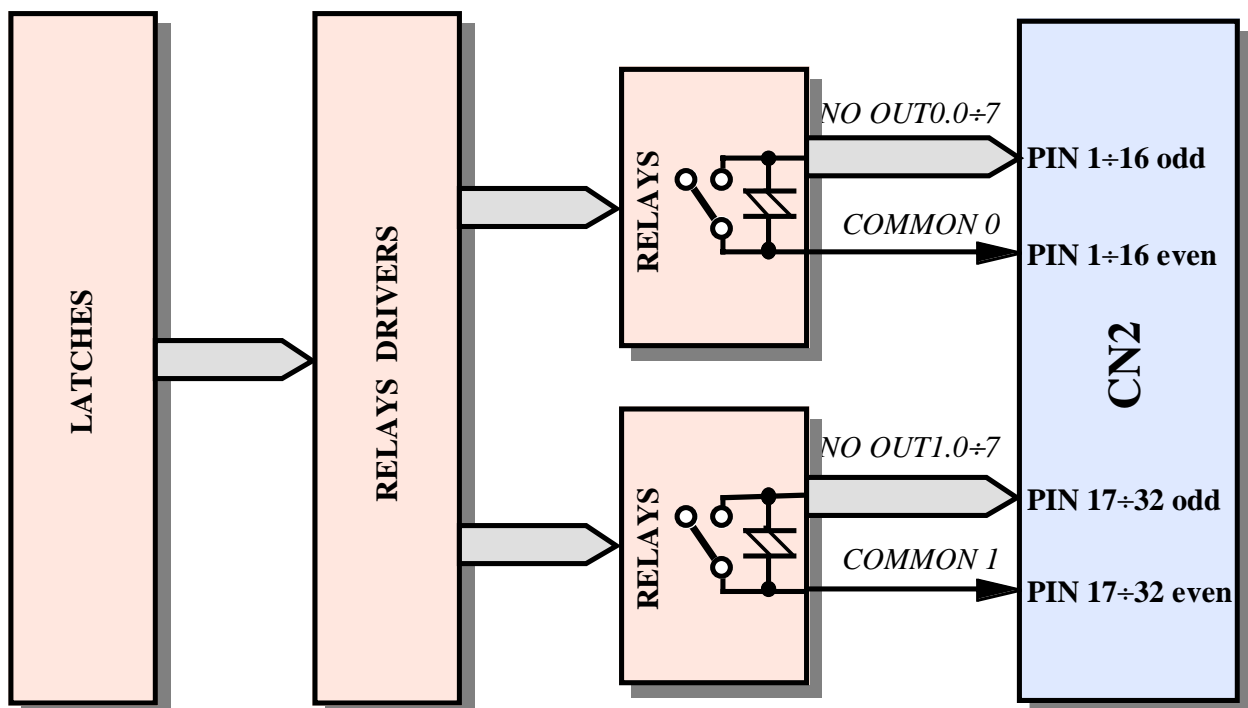 LATCHES
RELAYS DRIVERS
RELAYS
NO OUT0.0÷7
COMMON 0
RELAYS
NO OUT1.0÷7
COMMON 1
PIN 1÷16 odd
PIN 1÷16 even
CN2
PIN 17÷32 odd
PIN 17÷32 even